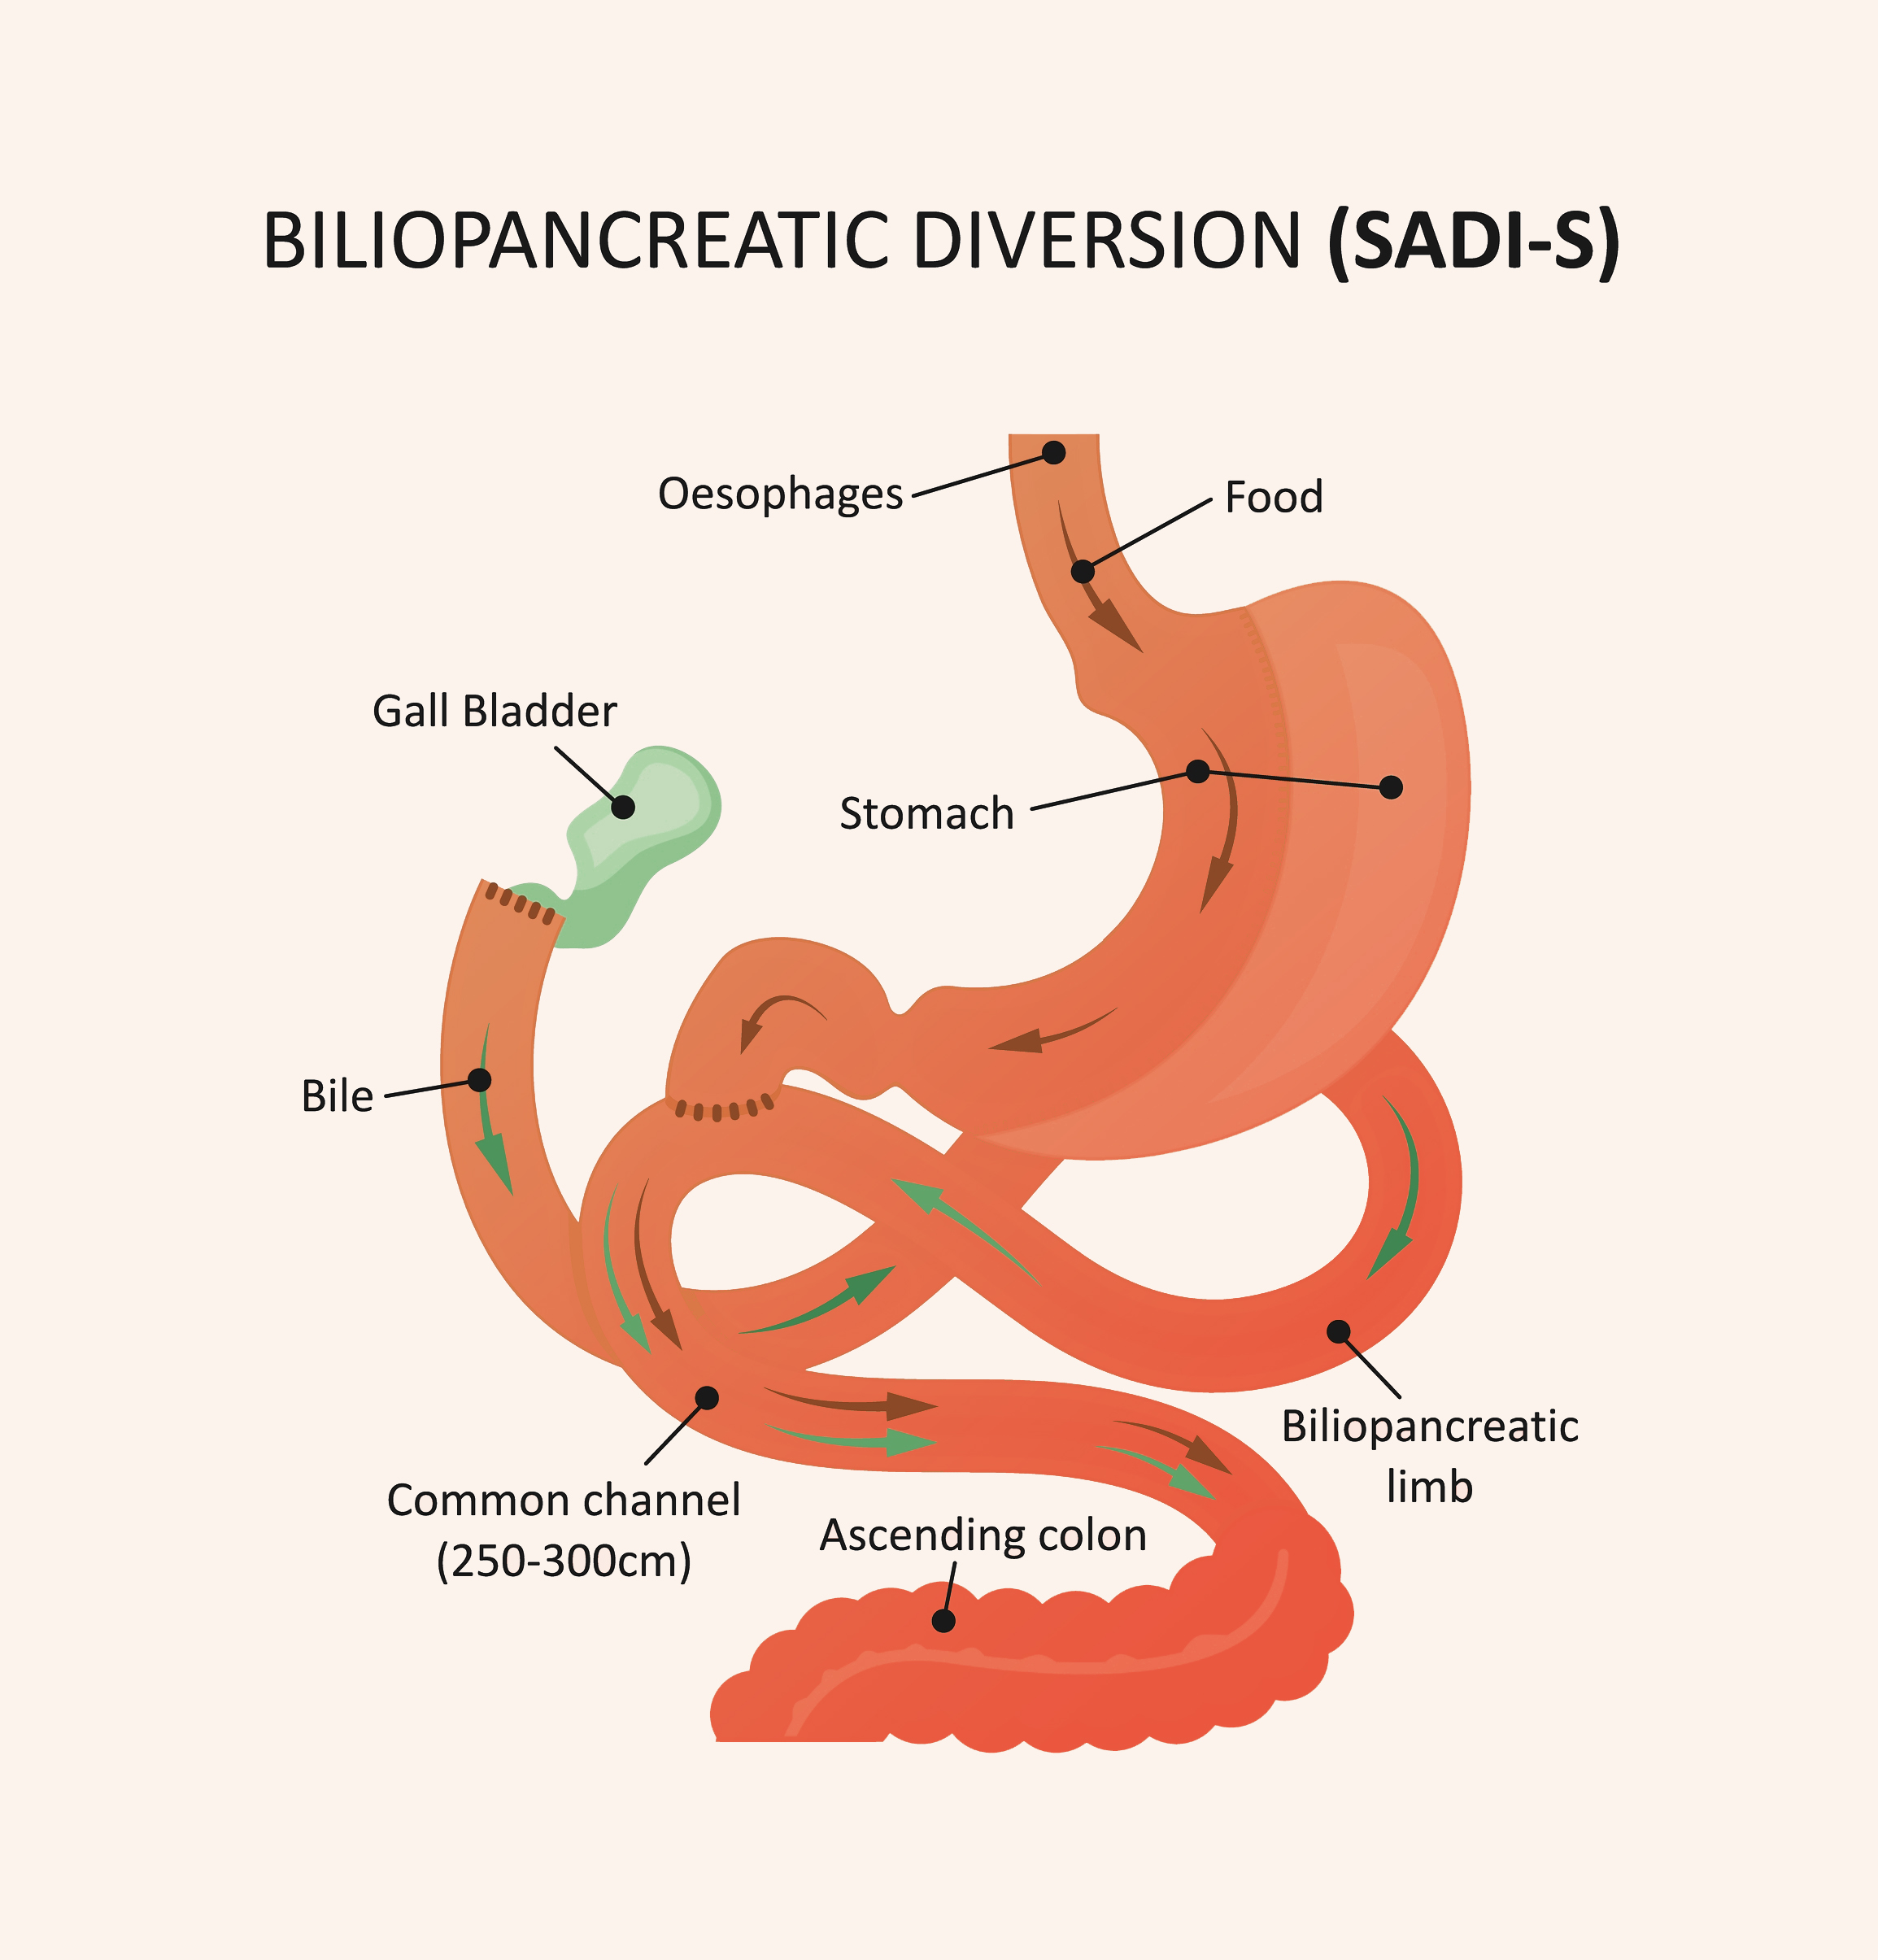 BILIOPANCREATIC DIVERSION (SADI-S)
Oesophages
Food
Gall Bladder
Stomach
Bile
Biliopancreatic
limb
Common channel
(250-300cm)
Ascending colon